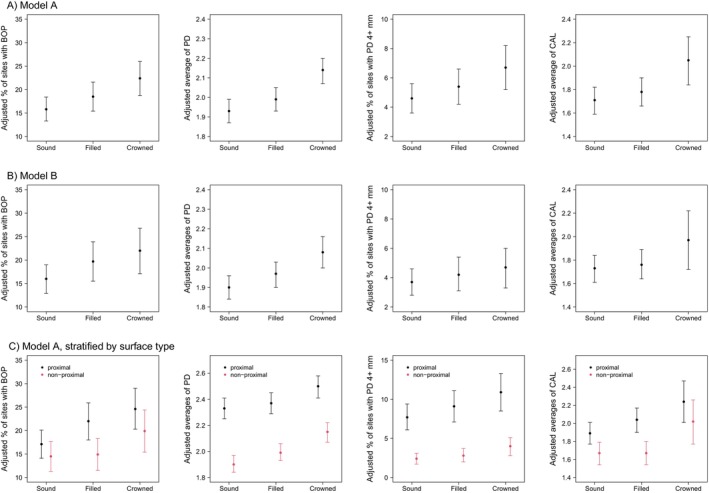 A) Model A
Adjusted % of sites with BOP
35
30
25
20
15
10
Sound Filled Crowned
Adjusted average of PD
2.3
2.2
2.1
2.0
1.9
1.8
Sound Filled Crowned
Adjusted % of sites with PD 4+ mm
10
8
6
4
2
Sound Filled Crowned
Adjusted average of CAL
2.4
2.2
2.0
1.8
1.6
1.4
Sound Filled Crowned
B) Model B
Adjusted % of sites with BOP
35
30
25
20
15
10
Sound Filled Crowned
Adjusted averages of PD
2.3
2.2
2.1
2.0
1.9
1.8
Sound Filled Crowned
Adjusted % of sites with PD 4+ mm
10
8
6
4
2
Sound Filled Crowned
Adjusted averages of CAL
2.4
2.2
2.0
1.8
1.6
1.4
Sound Filled Crowned
C) Model A, stratified by surface type
Adjusted % of sites with BOP
35
30
25
20
15
10
proximal
non−proximal
Sound Filled Crowned
Adjusted averages of PD
2.8
2.6
2.4
2.2
2.0
1.8
proximal
non−proximal
Sound Filled Crowned
Adjusted % of sites with PD 4+ mm
15
10
5
0
proximal
non−proximal
Sound Filled Crowned
Adjusted averages of CAL
2.6
2.4
2.2
2.0
1.8
1.6
1.4
proximal
non−proximal
Sound Filled Crowned